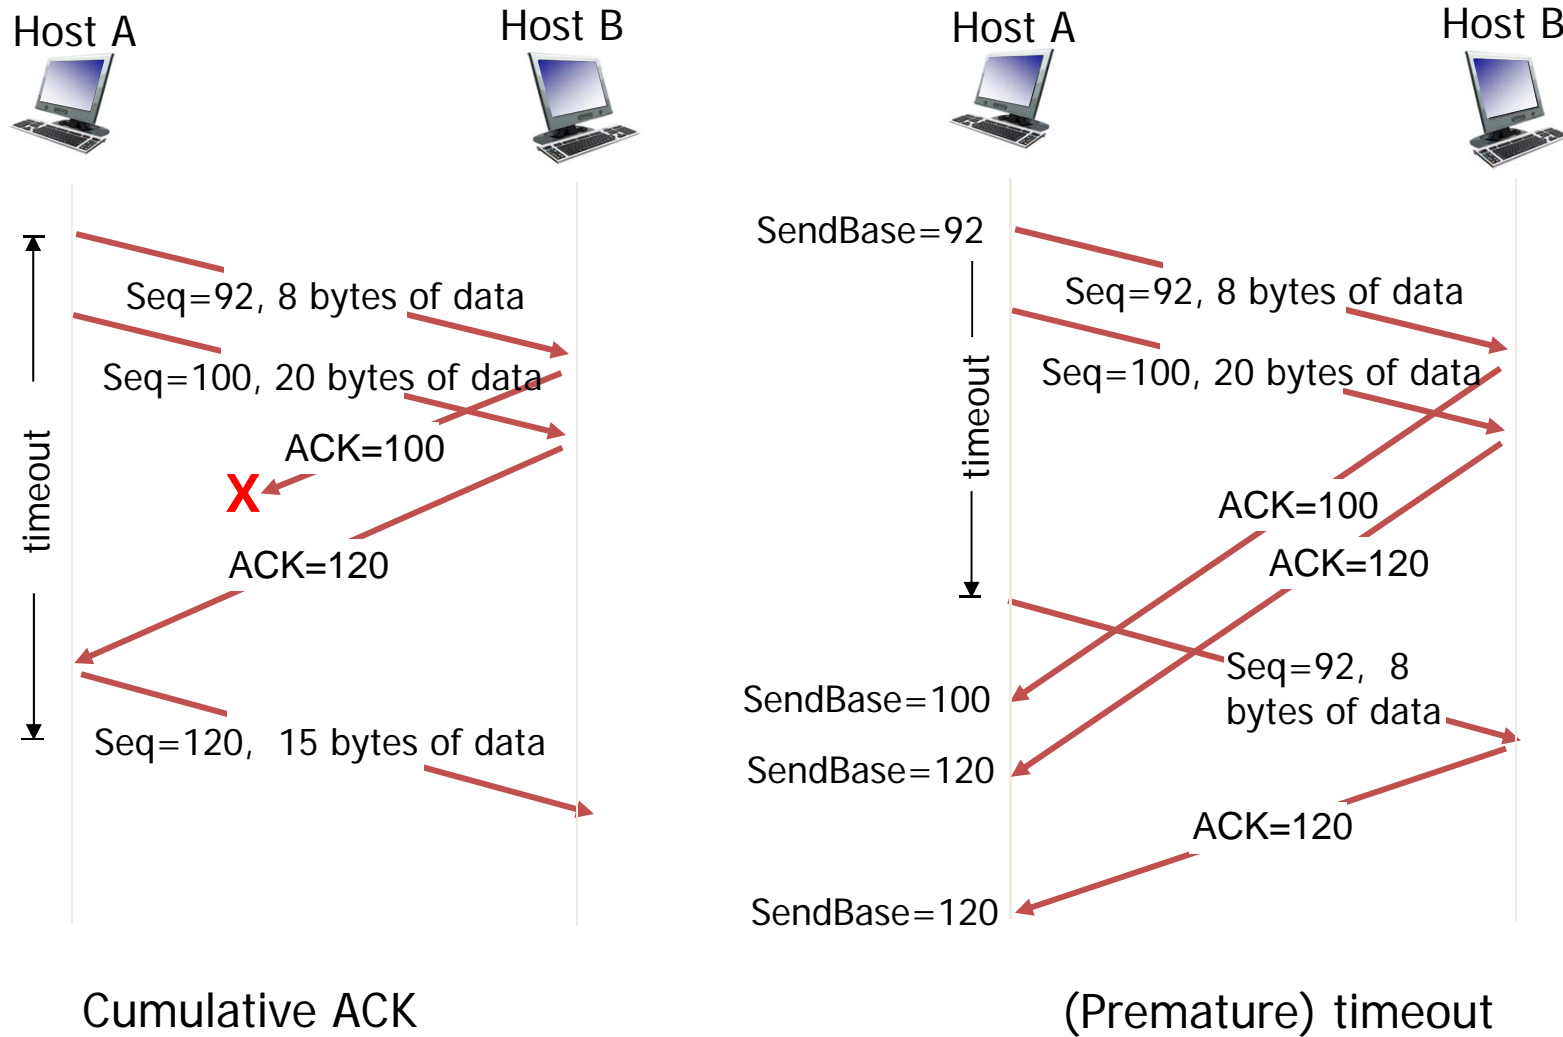 Host A
Host B
timeout
Seq=92, 8 bytes of data
Seq=100, 20 bytes of data
ACK=100
X
ACK=120
Seq=120, 15 bytes of data
Cumulative ACK
Host A
Host B
SendBase=92
timeout
Seq=92, 8 bytes of data
Seq=100, 20 bytes of data
ACK=100
ACK=120
Seq=92, 8
bytes of data
SendBase=100
SendBase=120
ACK=120
SendBase=120
(Premature) timeout